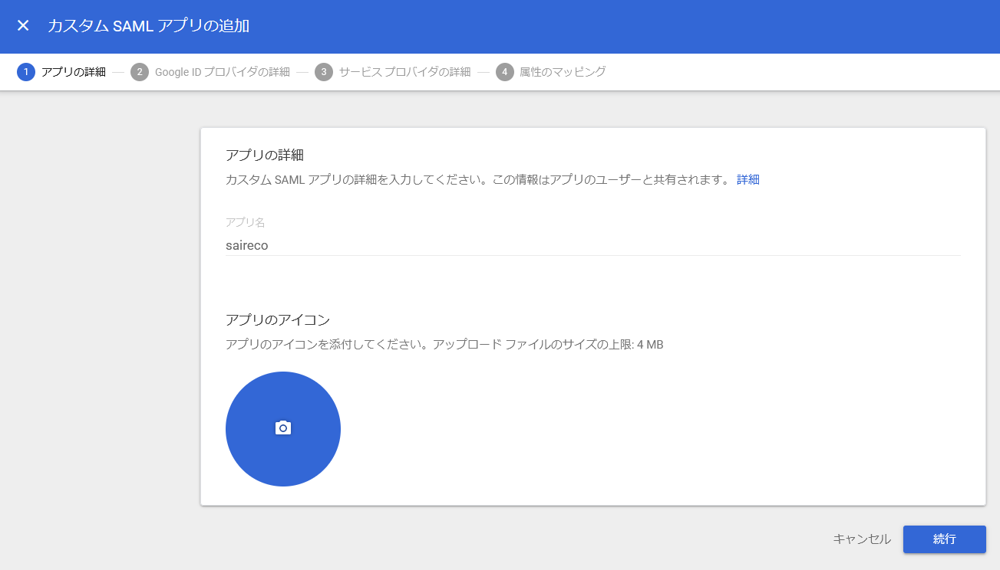 カスタム SAML アプリの追加
1 アプリの詳細 2 Google ID プロバイダの詳細 3 サービス プロバイダの詳細 4 属性のマッピング
アプリの詳細
カスタム SAML アプリの詳細を入力してください。この情報はアプリのユーザーと共有されます。 詳細
アプリ名
saireco
アプリのアイコン
アプリのアイコンを添付してください。アップロード ファイルのサイズの上限: 4 MB
キャンセル 続行